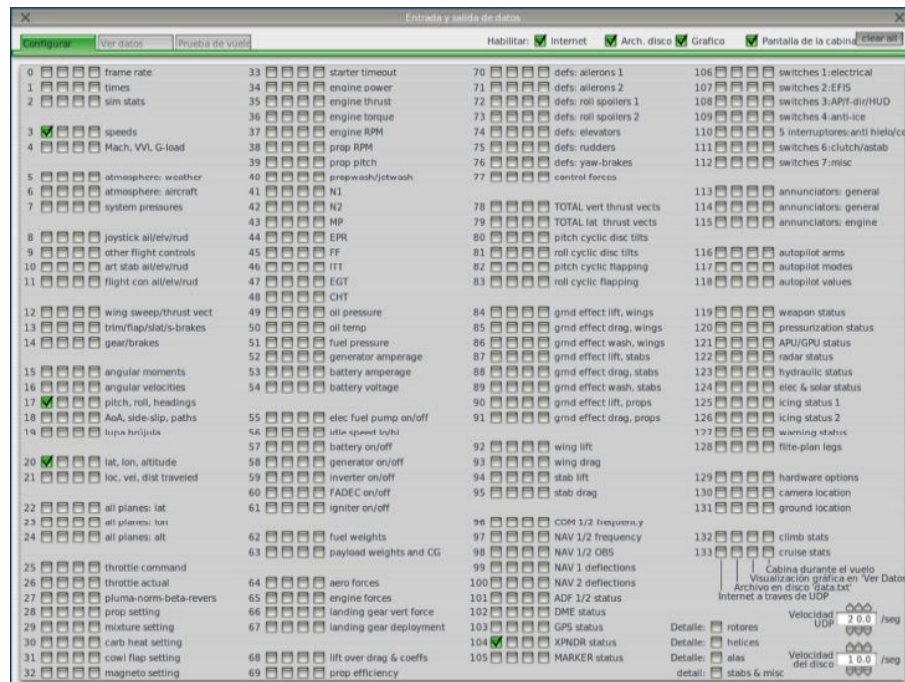 Entrada y salida de datos
Configurar Ver datos Prueba de vuelo Habilitar: Internet Arch. disco Grafico Pantalla de la cabina clear all
0 frame rate
1 times
2 sim stats
3 speeds
4 Mach, VVI, G-load
5 atmosphere: weather
6 atmosphere: aircraft
7 system pressures
8 joystick ail/elv/rud
9 other flight controls
10 art stab ail/elv/rud
11 flight con ail/elv/rud
12 wing sweep/thrust vect
13 trim/flap/slat/s-brakes
14 gear/brakes
15 angular moments
16 angular velocities
17 pitch, roll, headings
18 AoA, side-slip, paths
19 lupa brújula
20 lat, lon, altitude
21 loc, vel, dist traveled
22 all planes: lat
23 all planes: lon
24 all planes: alt
25 throttle command
26 throttle actual
27 pluma-norm-beta-revers
28 prop setting
29 mixture setting
30 carb heat setting
31 cowl flap setting
32 magneto setting
33 starter timeout
34 engine power
35 engine thrust
36 engine torque
37 engine RPM
38 prop RPM
39 prop pitch
40 propwash/jetwash
41 N1
42 N2
43 MP
44 EPR
45 FF
46 ITT
47 EGT
48 CHT
49 oil pressure
50 oil temp
51 fuel pressure
52 generator amperage
53 battery amperage
54 battery voltage
55 elec fuel pump on/off
56 idle speed lo/hi
57 battery on/off
58 generator on/off
59 inverter on/off
60 FADEC on/off
61 igniter on/off
62 fuel weights
63 payload weights and CG
64 aero forces
65 engine forces
66 landing gear vert force
67 landing gear deployment
68 lift over drag & coeffs
69 prop efficiency
70 defs: ailerons 1
71 defs: ailerons 2
72 defs: roll spoilers 1
73 defs: roll spoilers 2
74 defs: elevators
75 defs: rudders
76 defs: yaw-brakes
77 control forces
78 TOTAL vert thrust vects
79 TOTAL lat thrust vects
80 pitch cyclic disc tilts
81 roll cyclic disc tilts
82 pitch cyclic flapping
83 roll cyclic flapping
84 grnd effect lift, wings
85 grnd effect drag, wings
86 grnd effect wash, wings
87 grnd effect lift, stabs
88 grnd effect drag, stabs
89 grnd effect wash, stabs
90 grnd effect lift, props
91 grnd effect drag, props
92 wing lift
93 wing drag
94 stab lift
95 stab drag
96 COM 1/2 frequency
97 NAV 1/2 frequency
98 NAV 1/2 OBS
99 NAV 1 deflections
100 NAV 2 deflections
101 ADF 1/2 status
102 DME status
103 GPS status
104 XPNDR status
105 MARKER status
106 switches 1:electrical
107 switches 2:EFIS
108 switches 3:AP/f-dir/HUD
109 switches 4:anti-ice
110 5 interruptores:anti hielo/co
111 switches 6:clutch/astab
112 switches 7:misc
113 annunciators: general
114 annunciators: general
115 annunciators: engine
116 autopilot arms
117 autopilot modes
118 autopilot values
119 weapon status
120 pressurization status
121 APU/GPU status
122 radar status
123 hydraulic status
124 elec & solar status
125 icing status 1
126 icing status 2
127 warning status
128 flite-plan legs
129 hardware options
130 camera location
131 ground location
132 climb stats
133 cruise stats
Cabina durante el vuelo
Visualización gráfica en 'Ver Datos
Archivo en disco 'data.txt'
Internet a traves de UDP
Detalle: rotores
Detalle: helices
Detalle: alas
detail: stabs & misc
Velocidad UDP 2 0.0 /seg
Velocidad del disco 1 0.0 /seg